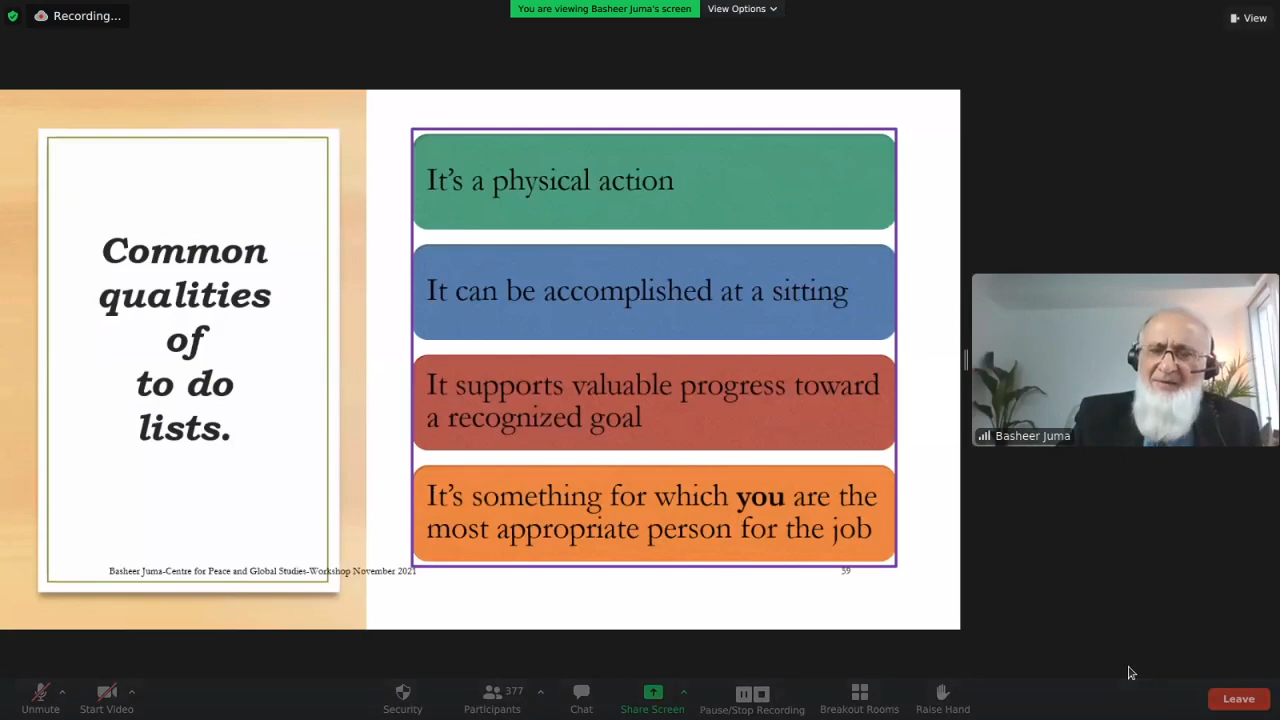 Recording...
You are viewing Basheer Juma's screen
View Options
View
Common
qualities
of
to do
lists.
It's a physical action
It can be accomplished at a sitting
It supports valuable progress toward
a recognized goal
It's something for which you are the
most appropriate person for the job
Basheer Juma-Centre for Peace and Global Studies-Workshop November 2021
59
Basheer Juma
Unmute
Start Video
Security
377
Participants
Chat
Share Screen
Pause/Stop Recording
Breakout Rooms
Raise Hand
Leave